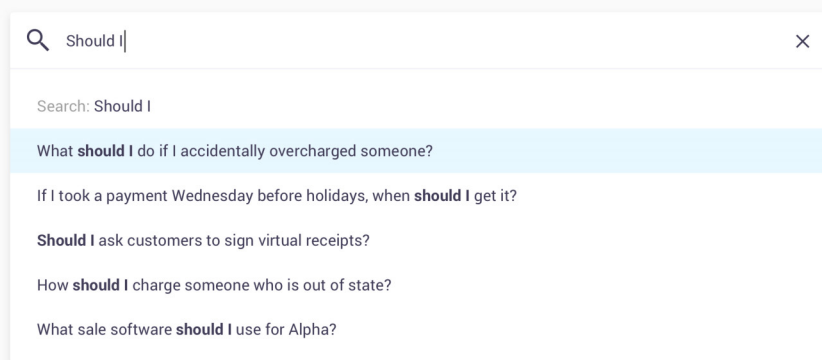 Should I
Search: Should I
What should I do if I accidentally overcharged someone?
If I took a payment Wednesday before holidays, when should I get it?
Should I ask customers to sign virtual receipts?
How should I charge someone who is out of state?
What sale software should I use for Alpha?